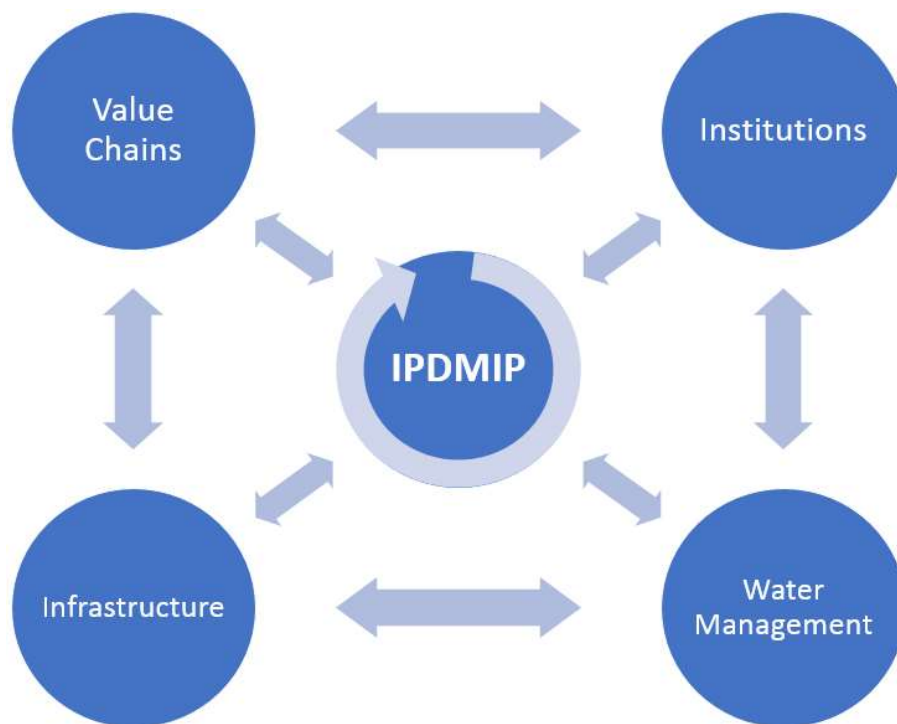 Value
Chains
Institutions
IPDMIP
Infrastructure
Water
Management